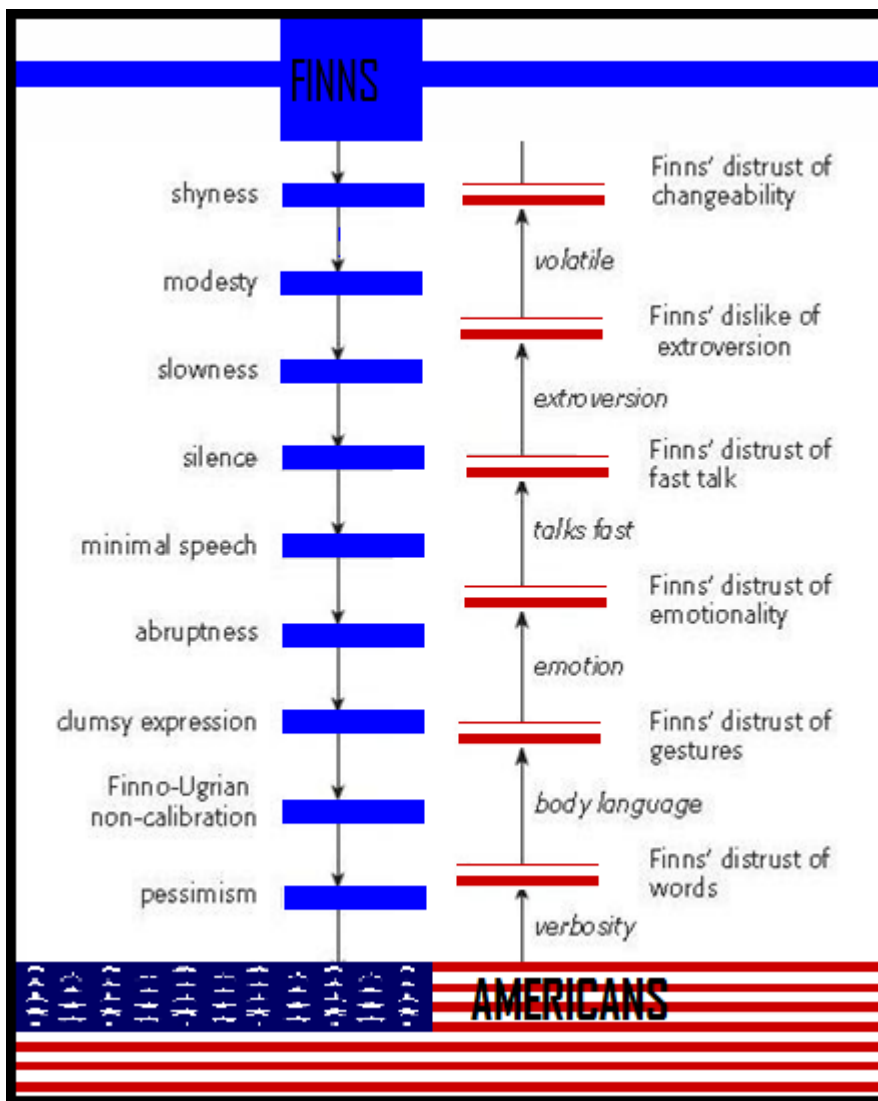 FINNS
shyness
modesty
slowness
silence
minimal speech
abruptness
clumsy expression
Finno-Ugrian
non-calibration
pessimism
Finns' distrust of
changeability
volatile
Finns' dislike of
extroversion
extroversion
Finns' distrust of
fast talk
talks fast
Finns' distrust of
emotionality
emotion
Finns' distrust of
gestures
body language
Finns' distrust of
words
verbosity
AMERICANS